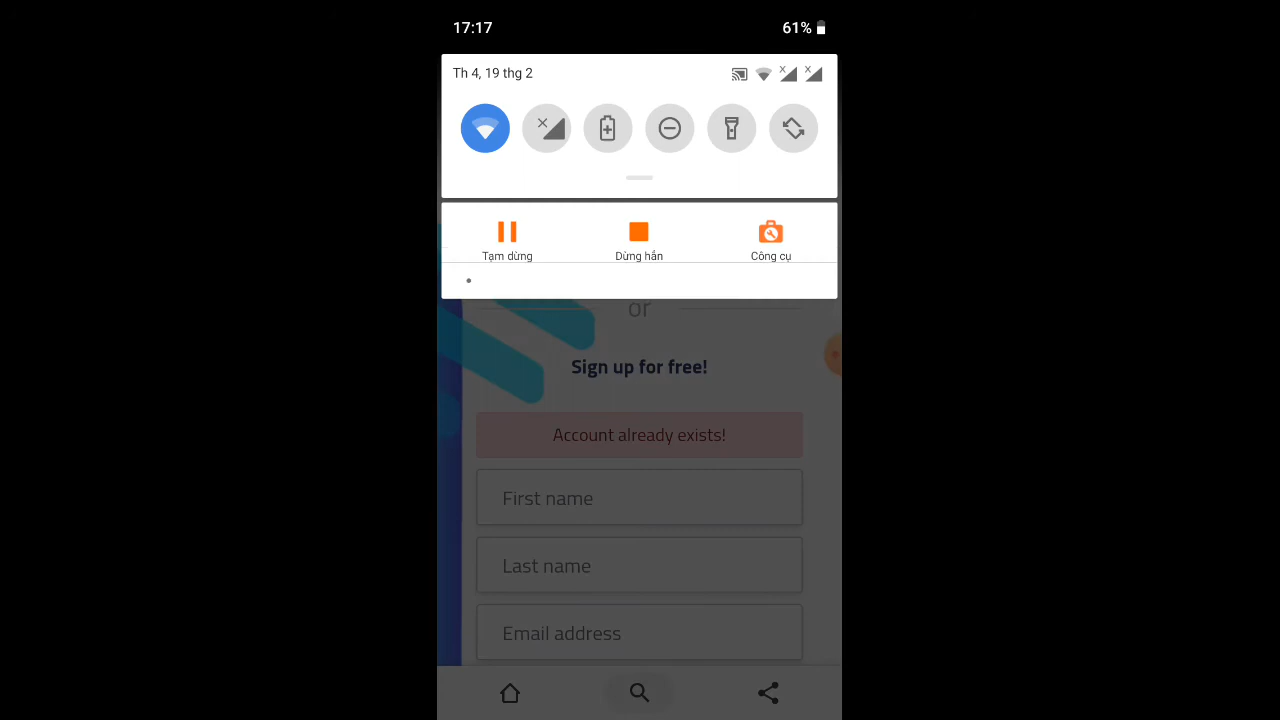 17:17
61%
Th 4, 19 thg 2
Tạm dừng
Dừng hẳn
Công cụ
or
Sign up for free!
Account already exists!
First name
Last name
Email address